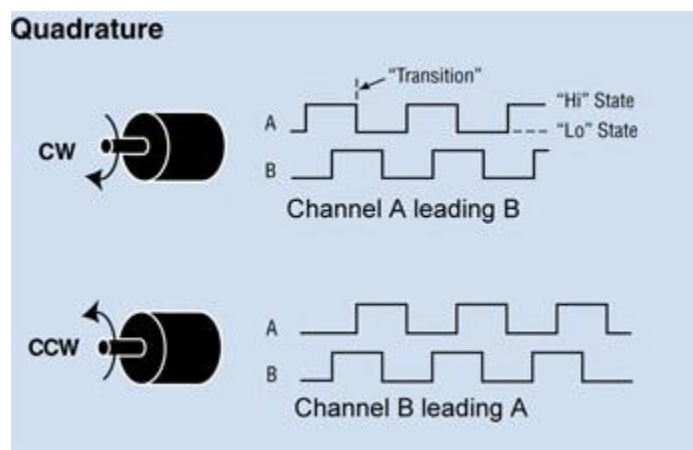 Quadrature
“Transition”
“Hi” State
A
“Lo” State
CW
B
Channel A leading B
A
CCW
B
Channel B leading A